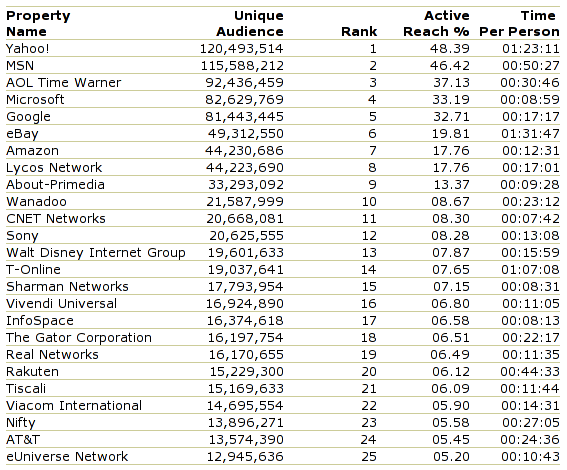 Property Unique Active Time
Name Audience Rank Reach % Per Person
Yahoo! 120,493,514 1 48.39 01:23:11
MSN 115,588,212 2 46.42 00:50:27
AOL Time Warner 92,436,459 3 37.13 00:30:46
Microsoft 82,629,769 4 33.19 00:08:59
Google 81,443,445 5 32.71 00:17:17
eBay 49,312,550 6 19.81 01:31:47
Amazon 44,230,686 7 17.76 00:12:31
Lycos Network 44,223,690 8 17.76 00:17:01
About-Primedia 33,293,092 9 13.37 00:09:28
Wanadoo 21,587,999 10 08.67 00:23:12
CNET Networks 20,668,081 11 08.30 00:07:42
Sony 20,625,555 12 08.28 00:13:08
Walt Disney Internet Group 19,601,633 13 07.87 00:15:59
T-Online 19,037,641 14 07.65 01:07:08
Sharman Networks 17,793,954 15 07.15 00:08:31
Vivendi Universal 16,924,890 16 06.80 00:11:05
InfoSpace 16,374,618 17 06.58 00:08:13
The Gator Corporation 16,197,754 18 06.51 00:22:17
Real Networks 16,170,655 19 06.49 00:11:35
Rakuten 15,229,300 20 06.12 00:44:33
Tiscali 15,169,633 21 06.09 00:11:44
Viacom International 14,695,554 22 05.90 00:14:31
Nifty 13,896,271 23 05.58 00:27:05
AT&T 13,574,390 24 05.45 00:24:36
eUniverse Network 12,945,636 25 05.20 00:10:43